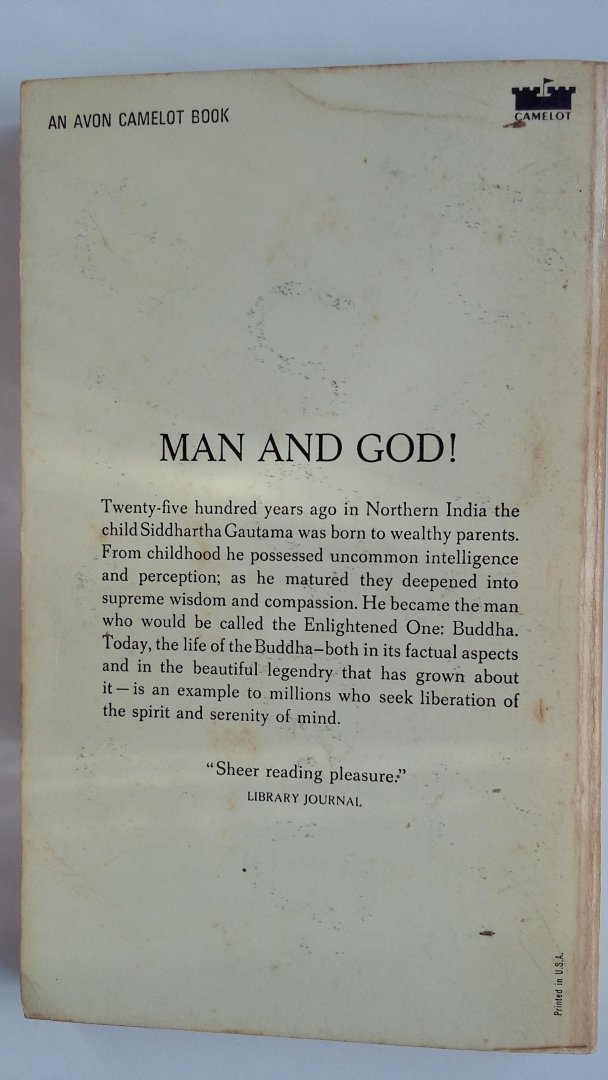 AN AVON CAMELOT BOOK
CAMELOT
MAN AND GOD!
Twenty-five hundred years ago in Northern India the
child Siddhartha Gautama was born to wealthy parents.
From childhood he possessed uncommon intelligence
and perception; as he matured they deepened into
supreme wisdom and compassion. He became the man
who would be called the Enlightened One: Buddha.
Today, the life of the Buddha—both in its factual aspects
and in the beautiful legendry that has grown about
it—is an example to millions who seek liberation of
the spirit and serenity of mind.
“Sheer reading pleasure.”
LIBRARY JOURNAL
Printed in U.S.A.